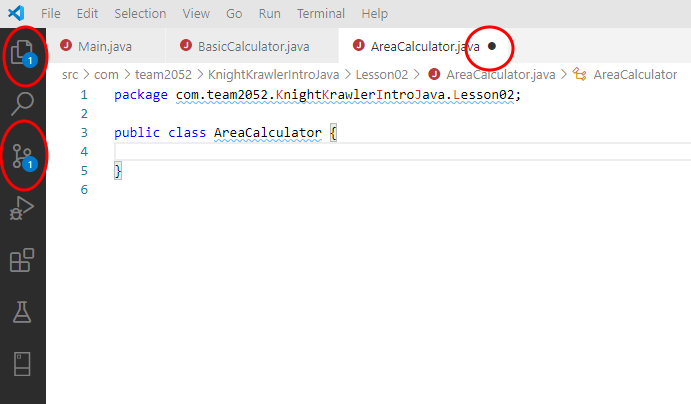 File Edit Selection View Go Run Terminal Help
1
J Main.java J BasicCalculator.java J AreaCalculator.java ●
src > com > team2052 > KnightKrawlerIntroJava > Lesson02 > J AreaCalculator.java > AreaCalculator
1 package com.team2052.KnightKrawlerIntroJava.Lesson02;
2
3 public class AreaCalculator {
4
5 }
6
1